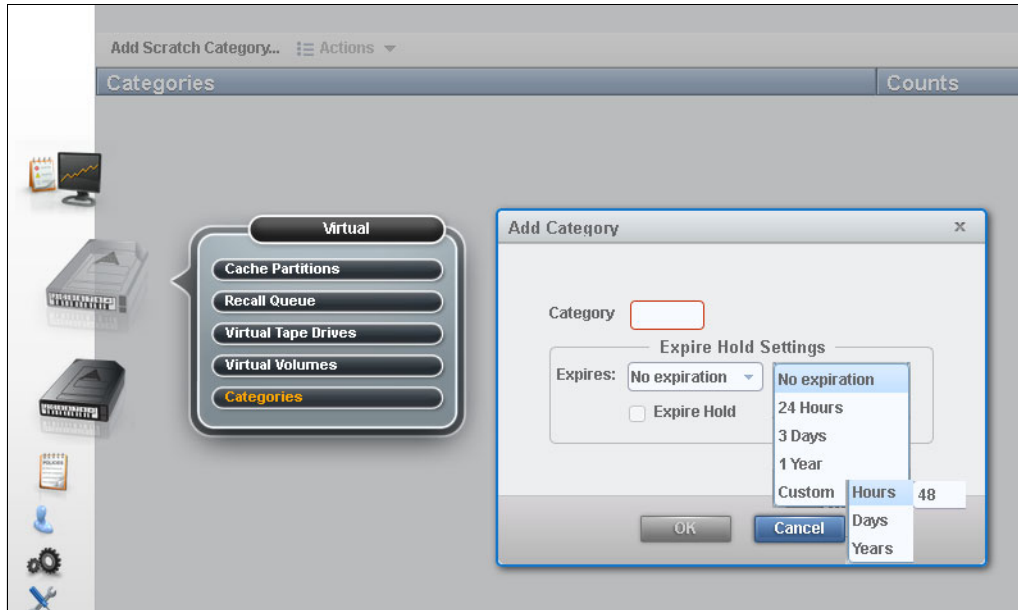 Add Scratch Category... Actions
Categories Counts
Virtual
Cache Partitions
Recall Queue
Virtual Tape Drives
Virtual Volumes
Categories
Add Category x
Category
Expire Hold Settings
Expires: No expiration
Expire Hold
No expiration
24 Hours
3 Days
1 Year
Custom Hours 48
Days
Years
OK Cancel
POLICIES